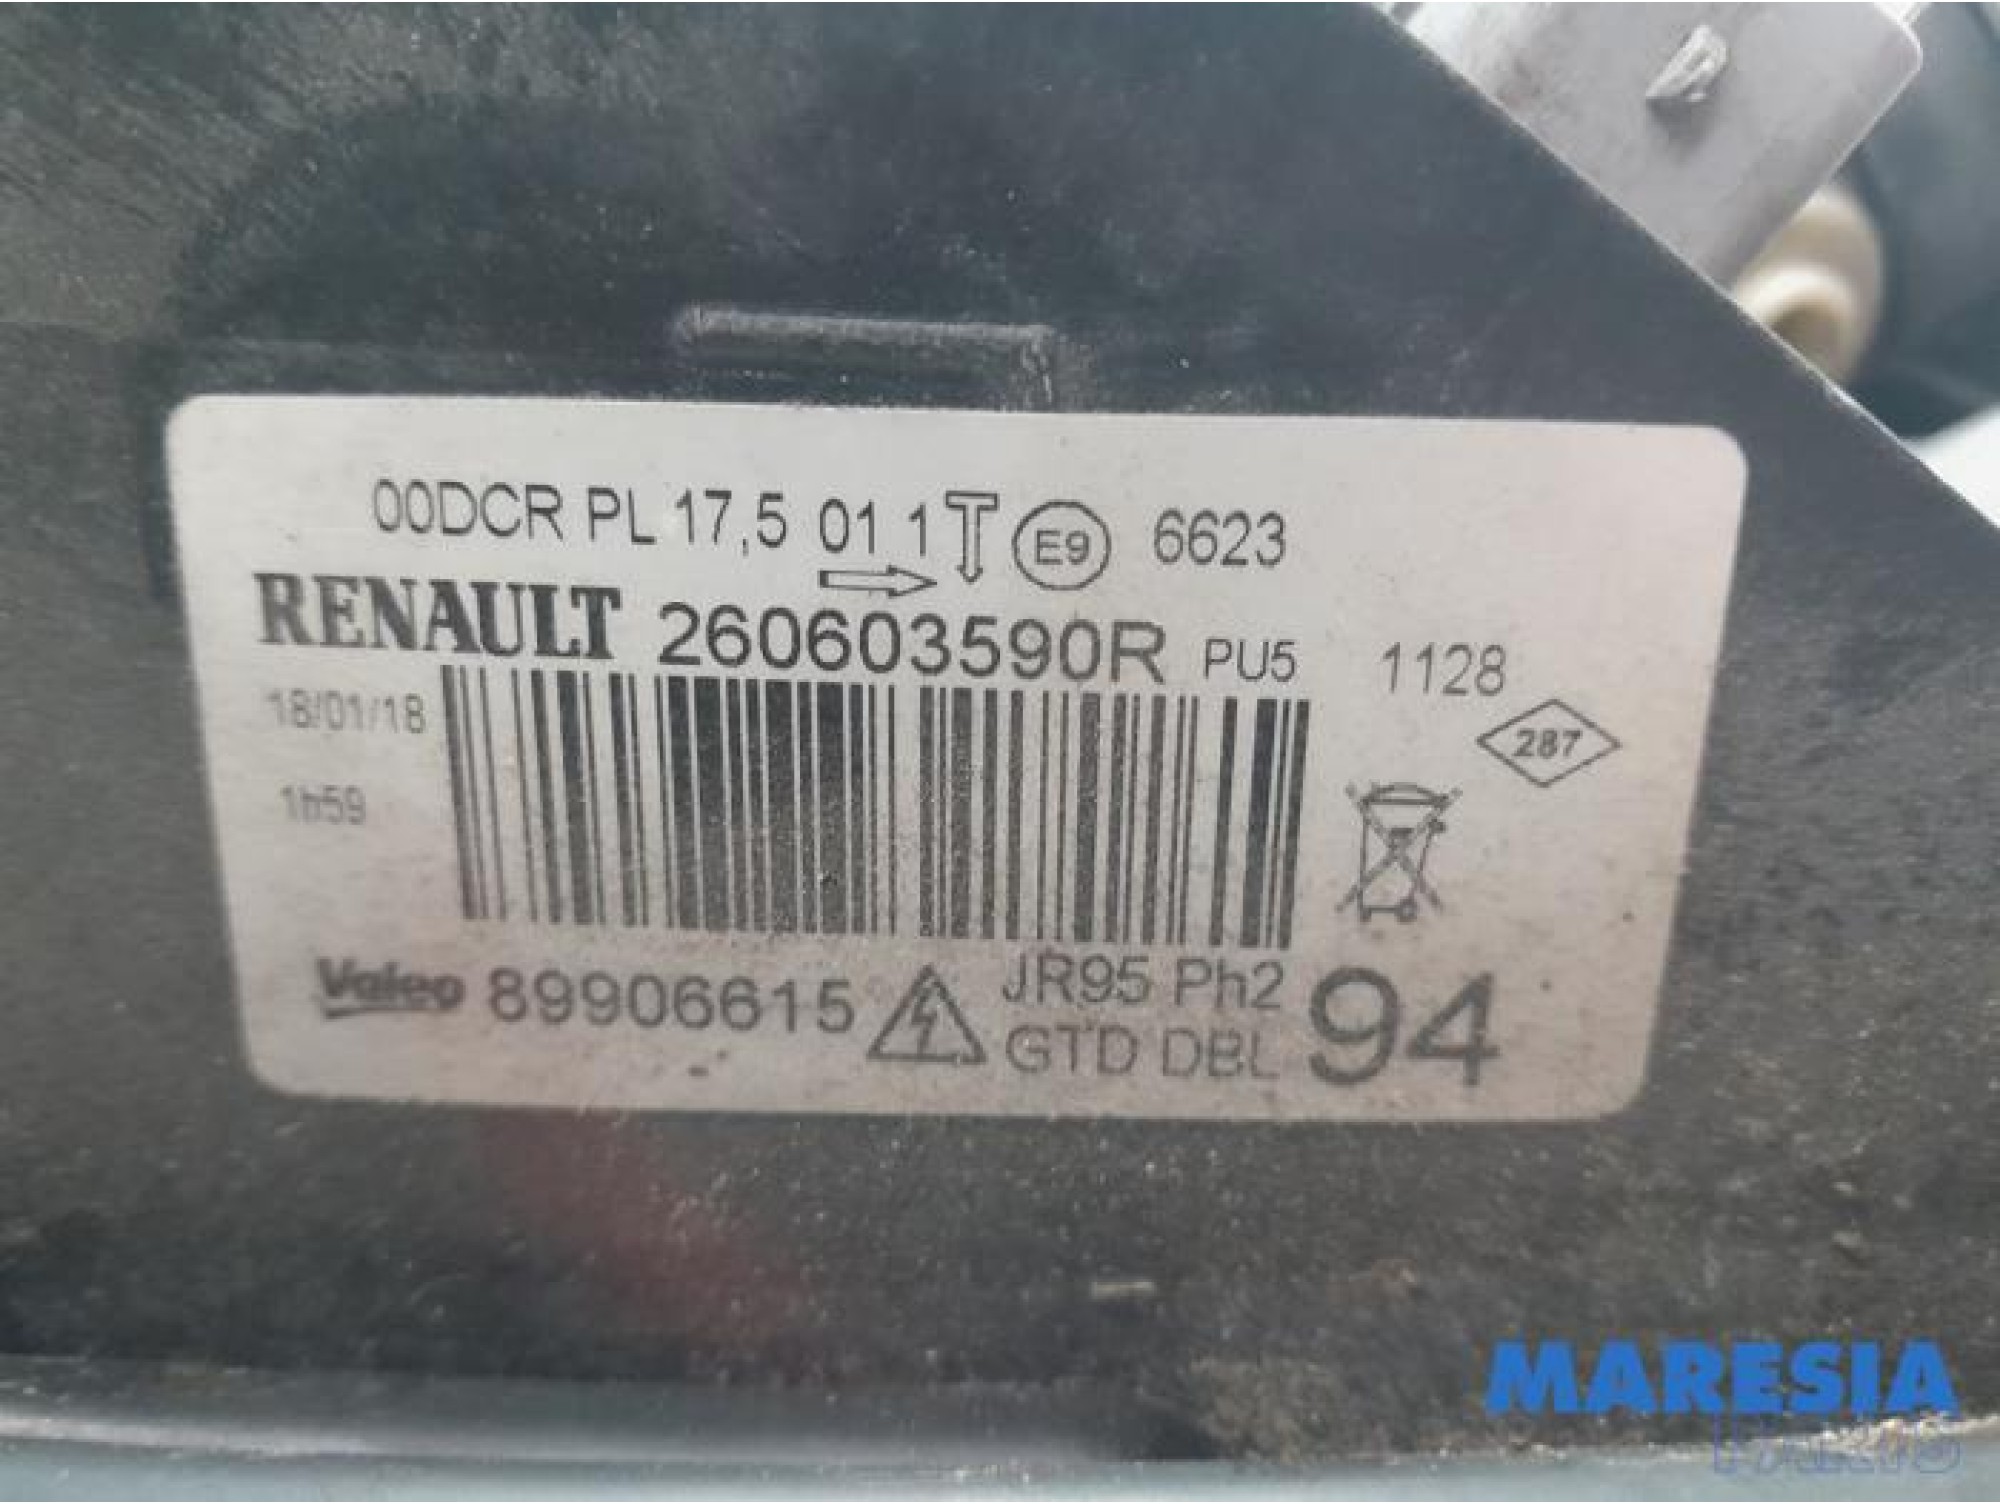 00DCR PL 17,5 01 1 E9 6623
RENAULT 260603590R PU5 1128
18/01/18
287
1h59
Valeo 89906615 JR95 Ph2 94
GTD DBL
MARESIA
PARTS